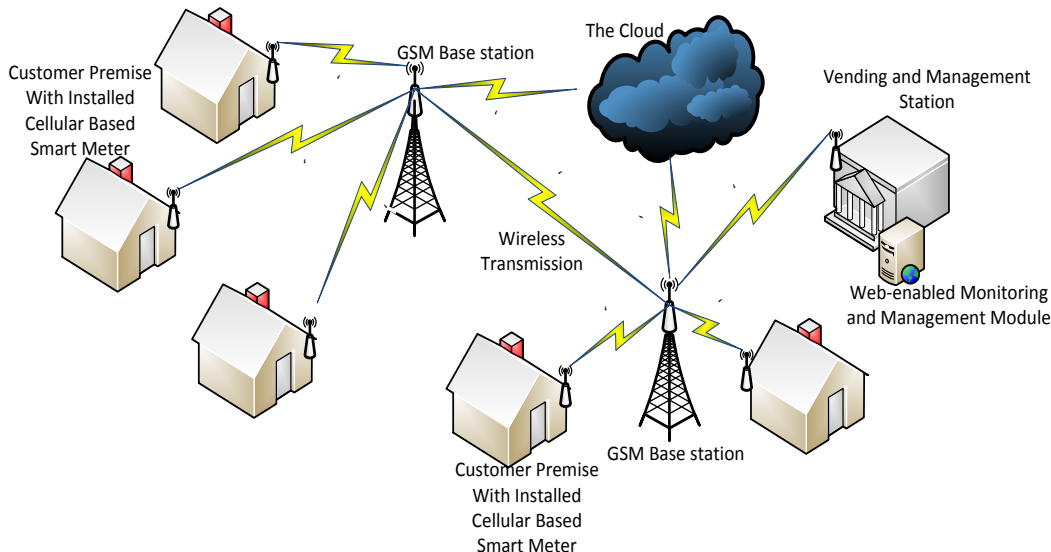 GSM Base station
The Cloud
Customer Premise
With Installed
Cellular Based
Smart Meter
Vending and Management
Station
Wireless
Transmission
Web-enabled Monitoring
and Management Module
GSM Base station
Customer Premise
With Installed
Cellular Based
Smart Meter